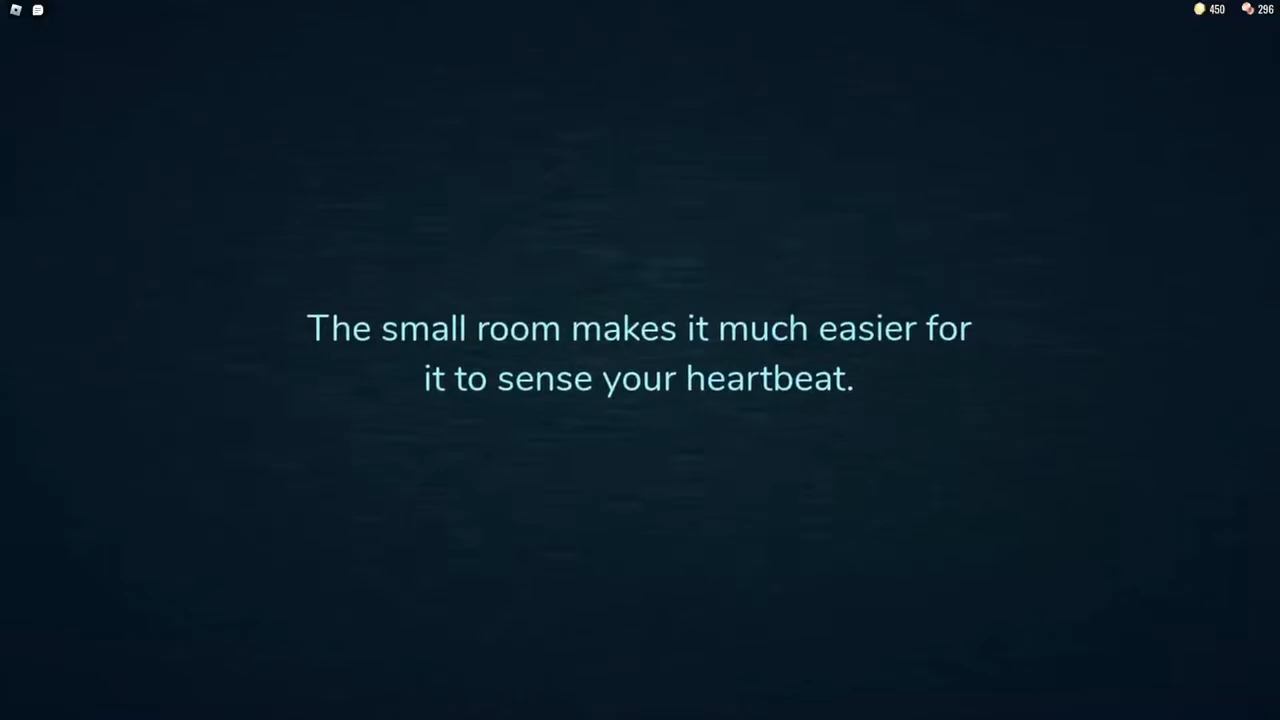 450 296
The small room makes it much easier for
it to sense your heartbeat.